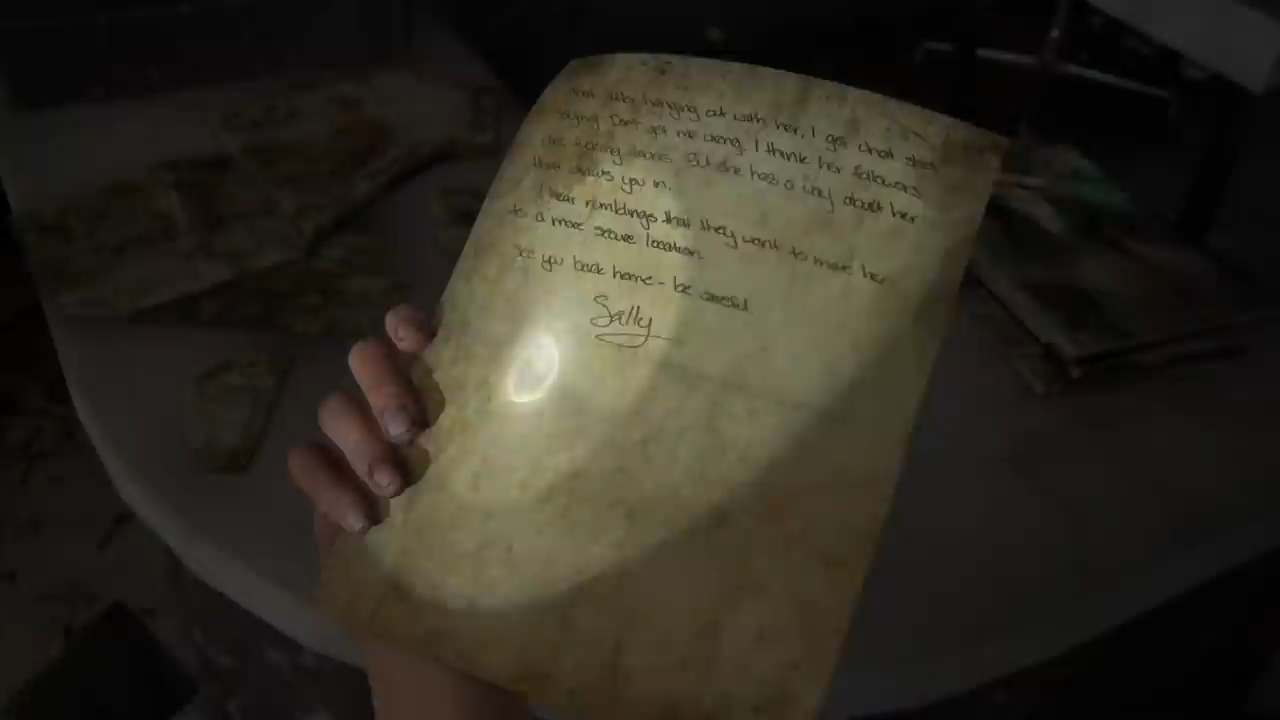 hanging out with her, I get what she's
saying. Don't get me wrong, I think her followers
are loons. But she has a way about her
that draws you in.
I hear rumblings that they want to move her
to a more secure location.
See you back home - be careful
Sally